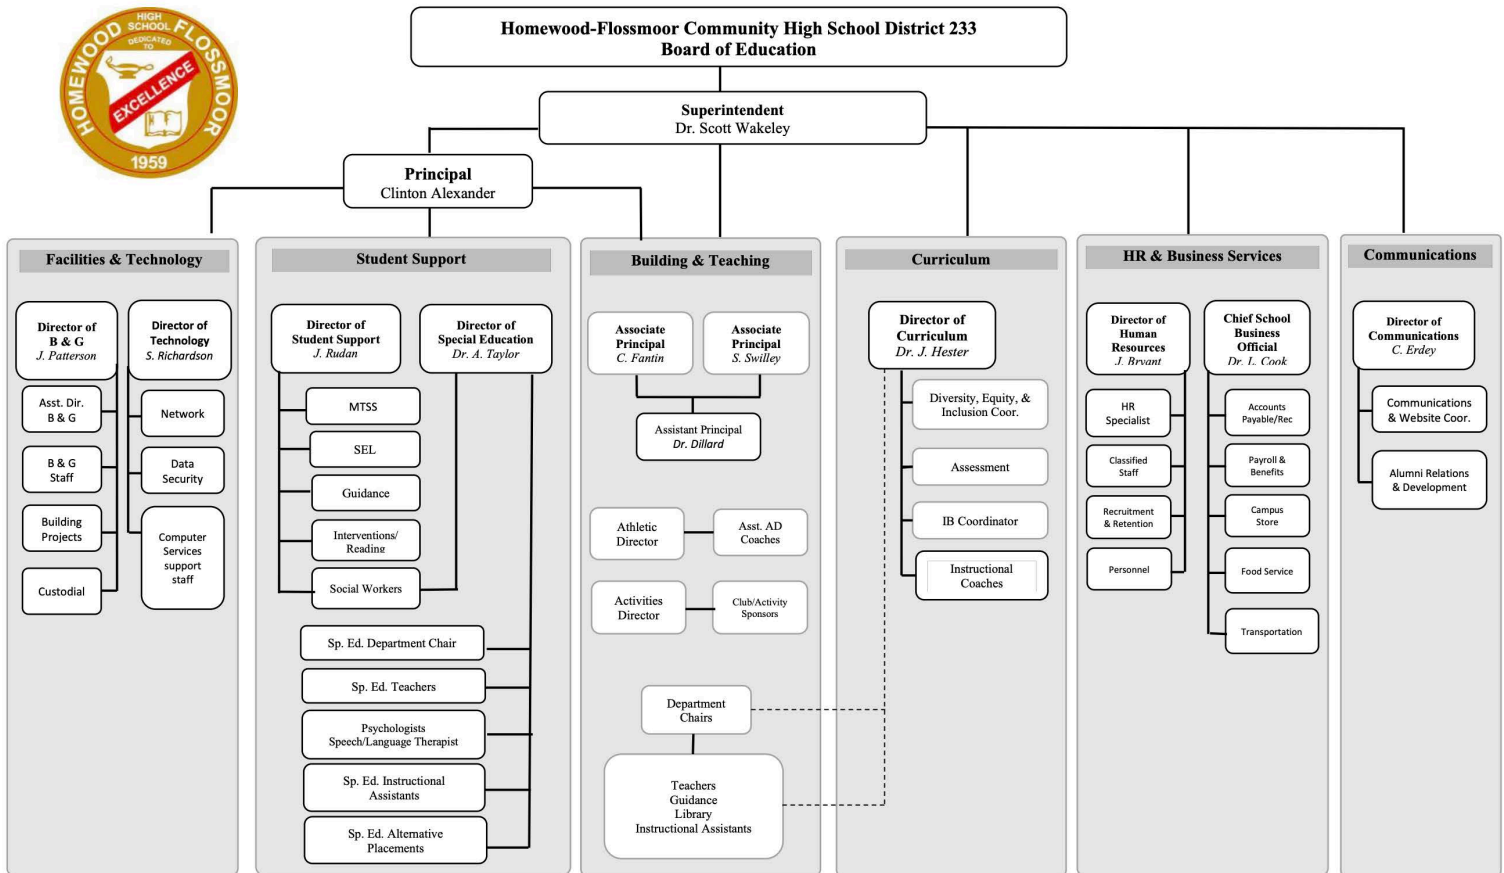 HOMEWOOD
HIGH
SCHOOL
FLOSSMOOR
DEDICATED
TO
EXCELLENCE
1959
Homewood-Flossmoor Community High School District 233
Board of Education
Superintendent
Dr. Scott Wakeley
Principal
Clinton Alexander
Facilities & Technology
Director of
B & G
J. Patterson
Director of
Technology
S. Richardson
Asst. Dir.
B & G
B & G
Staff
Building
Projects
Custodial
Network
Data
Security
Computer
Services
support
staff
Student Support
Director of
Student Support
J. Rudan
Director of
Special Education
Dr. A. Taylor
MTSS
SEL
Guidance
Interventions/
Reading
Social Workers
Sp. Ed. Department Chair
Sp. Ed. Teachers
Psychologists
Speech/Language Therapist
Sp. Ed. Instructional
Assistants
Sp. Ed. Alternative
Placements
Building & Teaching
Associate
Principal
C. Fantin
Associate
Principal
S. Swilley
Assistant Principal
Dr. Dillard
Athletic
Director
Asst. AD
Coaches
Activities
Director
Club/Activity
Sponsors
Department
Chairs
Teachers
Guidance
Library
Instructional Assistants
Curriculum
Director of
Curriculum
Dr. J. Hester
Diversity, Equity, &
Inclusion Coor.
Assessment
IB Coordinator
Instructional
Coaches
HR & Business Services
Director of
Human
Resources
J. Bryant
Chief School
Business
Official
Dr. L. Cook
HR
Specialist
Classified
Staff
Recruitment
& Retention
Personnel
Accounts
Payable/Rec
Payroll &
Benefits
Campus
Store
Food Service
Transportation
Communications
Director of
Communications
C. Erdey
Communications
& Website Coor.
Alumni Relations
& Development